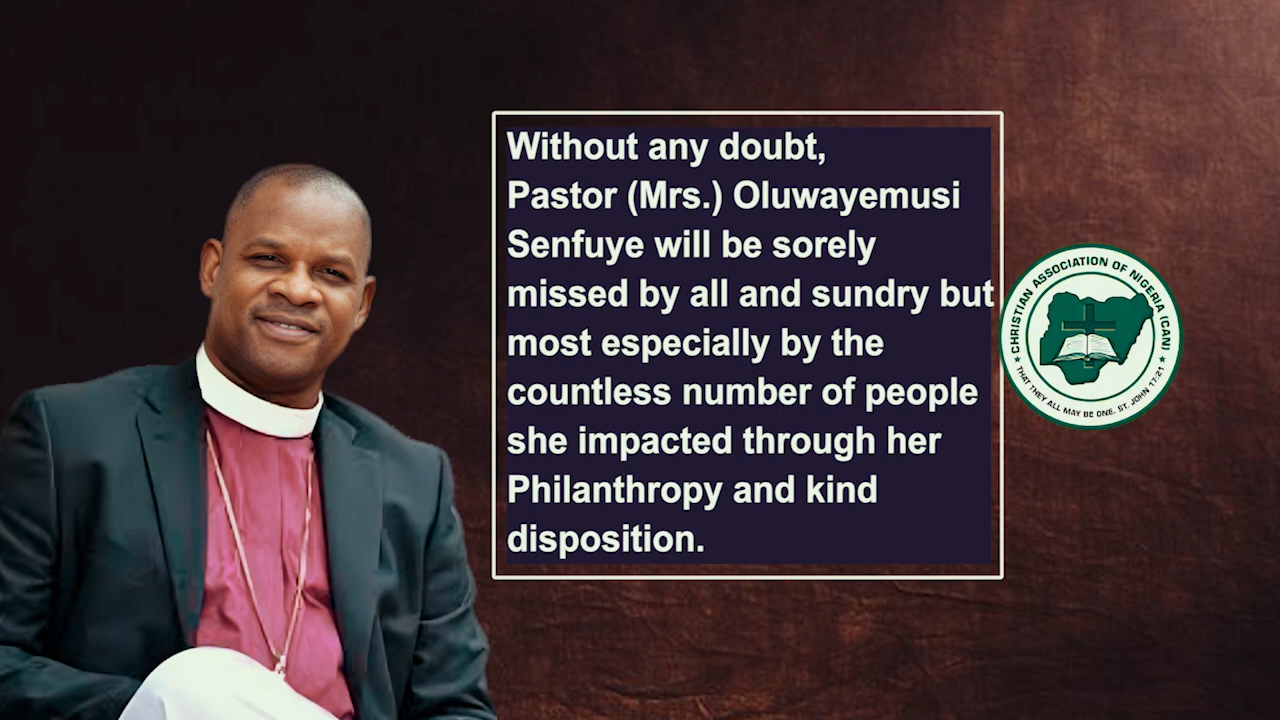 Without any doubt,
Pastor (Mrs.) Oluwayemusi
Senfuye will be sorely
missed by all and sundry but
most especially by the
countless number of people
she impacted through her
Philanthropy and kind
disposition.
CHRISTIAN ASSOCIATION OF NIGERIA (CAN)
★ THAT THEY ALL MAY BE ONE. ST. JOHN 17:21 ★